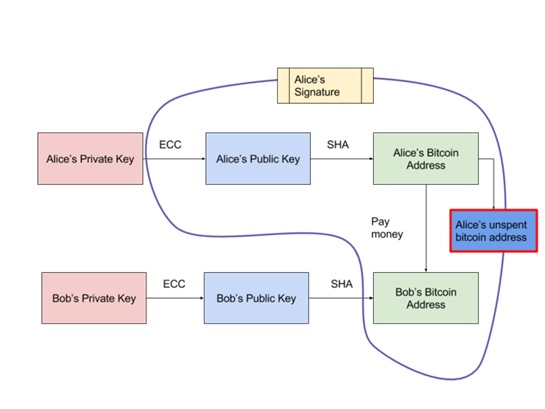 Alice's
Signature
ECC
SHA
Alice's Private Key
Alice's Public Key
Alice's Bitcoin
Address
Pay
money
Alice's unspent
bitcoin address
ECC
SHA
Bob's Private Key
Bob's Public Key
Bob's Bitcoin
Address